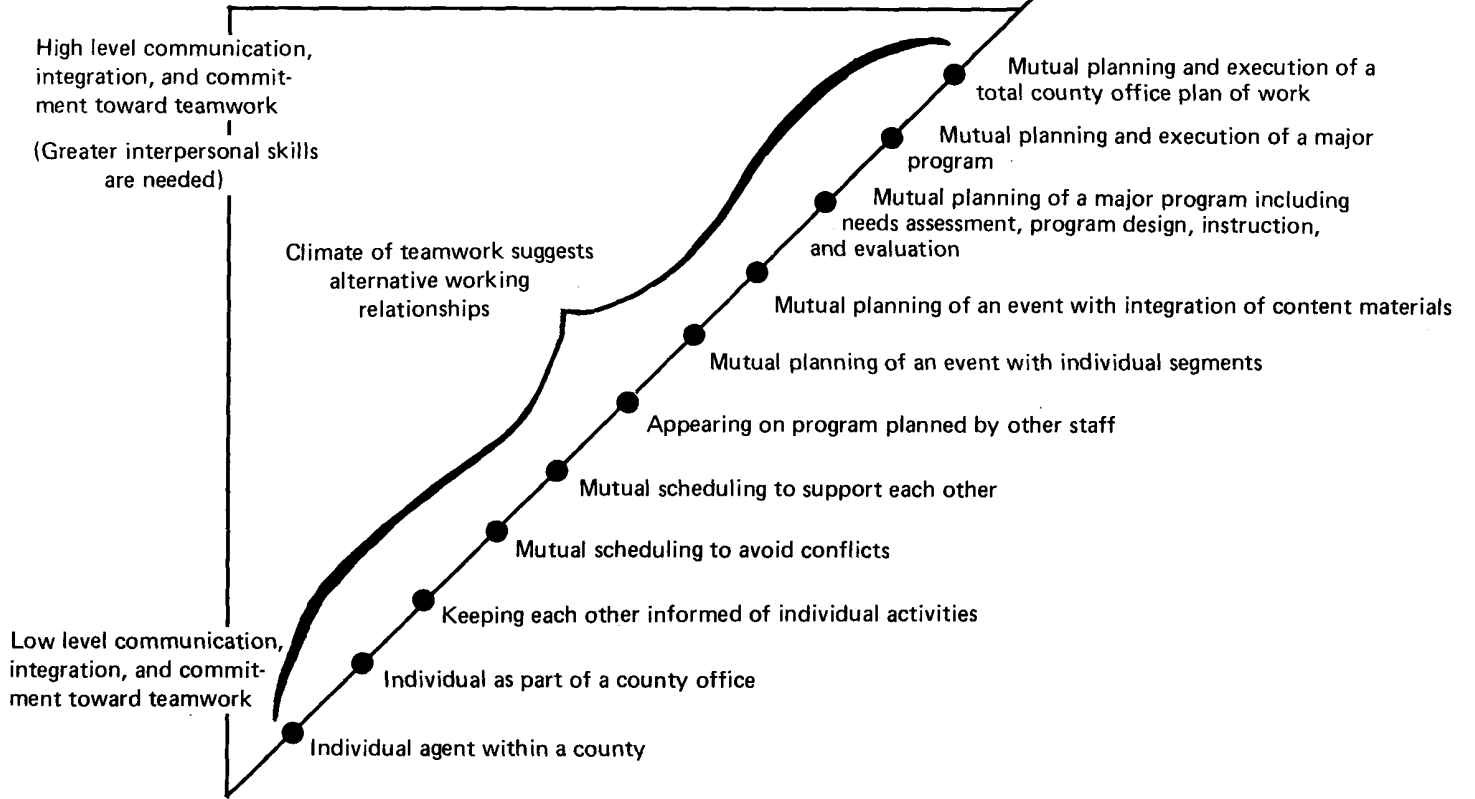 High level communication,
integration, and commit-
ment toward teamwork
(Greater interpersonal skills
are needed)
Climate of teamwork suggests
alternative working
relationships
Low level communication,
integration, and commit-
ment toward teamwork
Mutual planning and execution of a
total county office plan of work
Mutual planning and execution of a major
program
Mutual planning of a major program including
needs assessment, program design, instruction,
and evaluation
Mutual planning of an event with integration of content materials
Mutual planning of an event with individual segments
Appearing on program planned by other staff
Mutual scheduling to support each other
Mutual scheduling to avoid conflicts
Keeping each other informed of individual activities
Individual as part of a county office
Individual agent within a county